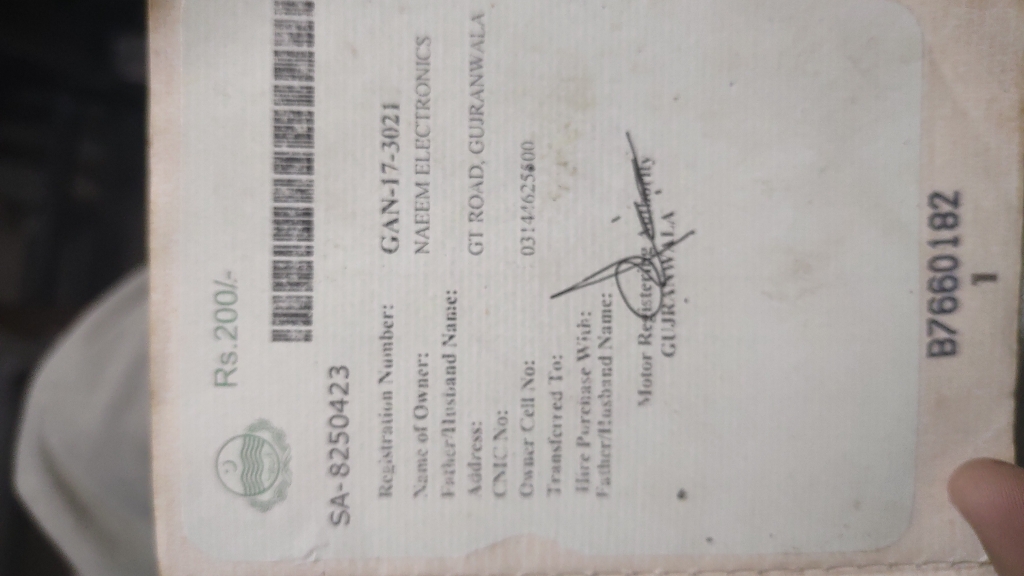 Rs.200/-
SA-8250423
Registration Number: GAN-17-3021
Name of Owner: NAEEM ELECTRONICS
Father/Husband Name:
Address: GT ROAD, GUJRANWALA
CNIC No:
Owner Cell No:
Transferred To:
Hire Purchase With:
Father/Husband Name:
Motor Registering Authority
GUJRANWALA
B7660182
1